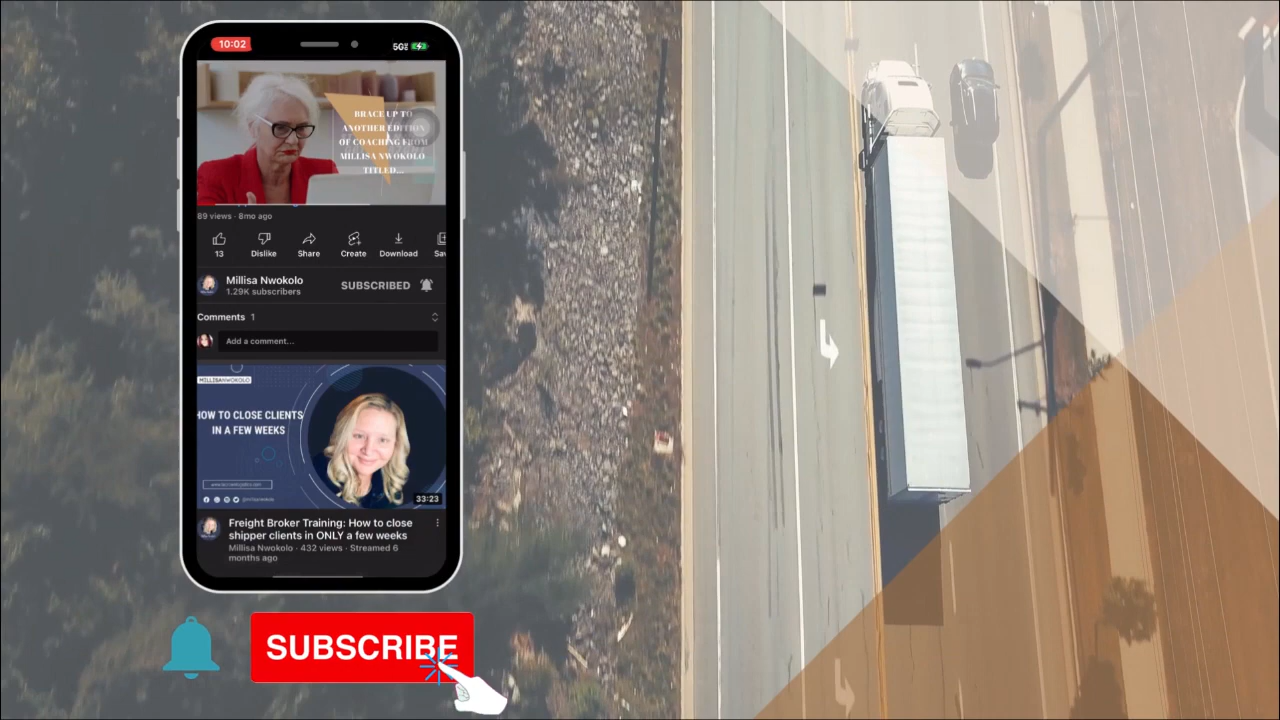 10:02
5G
BRACE UP TO
ANOTHER EDITION
OF COACHING FROM
MILLISA NWOKOLO
TITLED...
89 views · 8mo ago
13
Dislike
Share
Create
Download
Sav
Millisa Nwokolo
1.29K subscribers
SUBSCRIBED
Comments 1
Add a comment...
MILLISANWOKOLO
HOW TO CLOSE CLIENTS
IN A FEW WEEKS
33:23
Freight Broker Training: How to close
shipper clients in ONLY a few weeks
Millisa Nwokolo · 432 views · Streamed 6
months ago
SUBSCRIBE